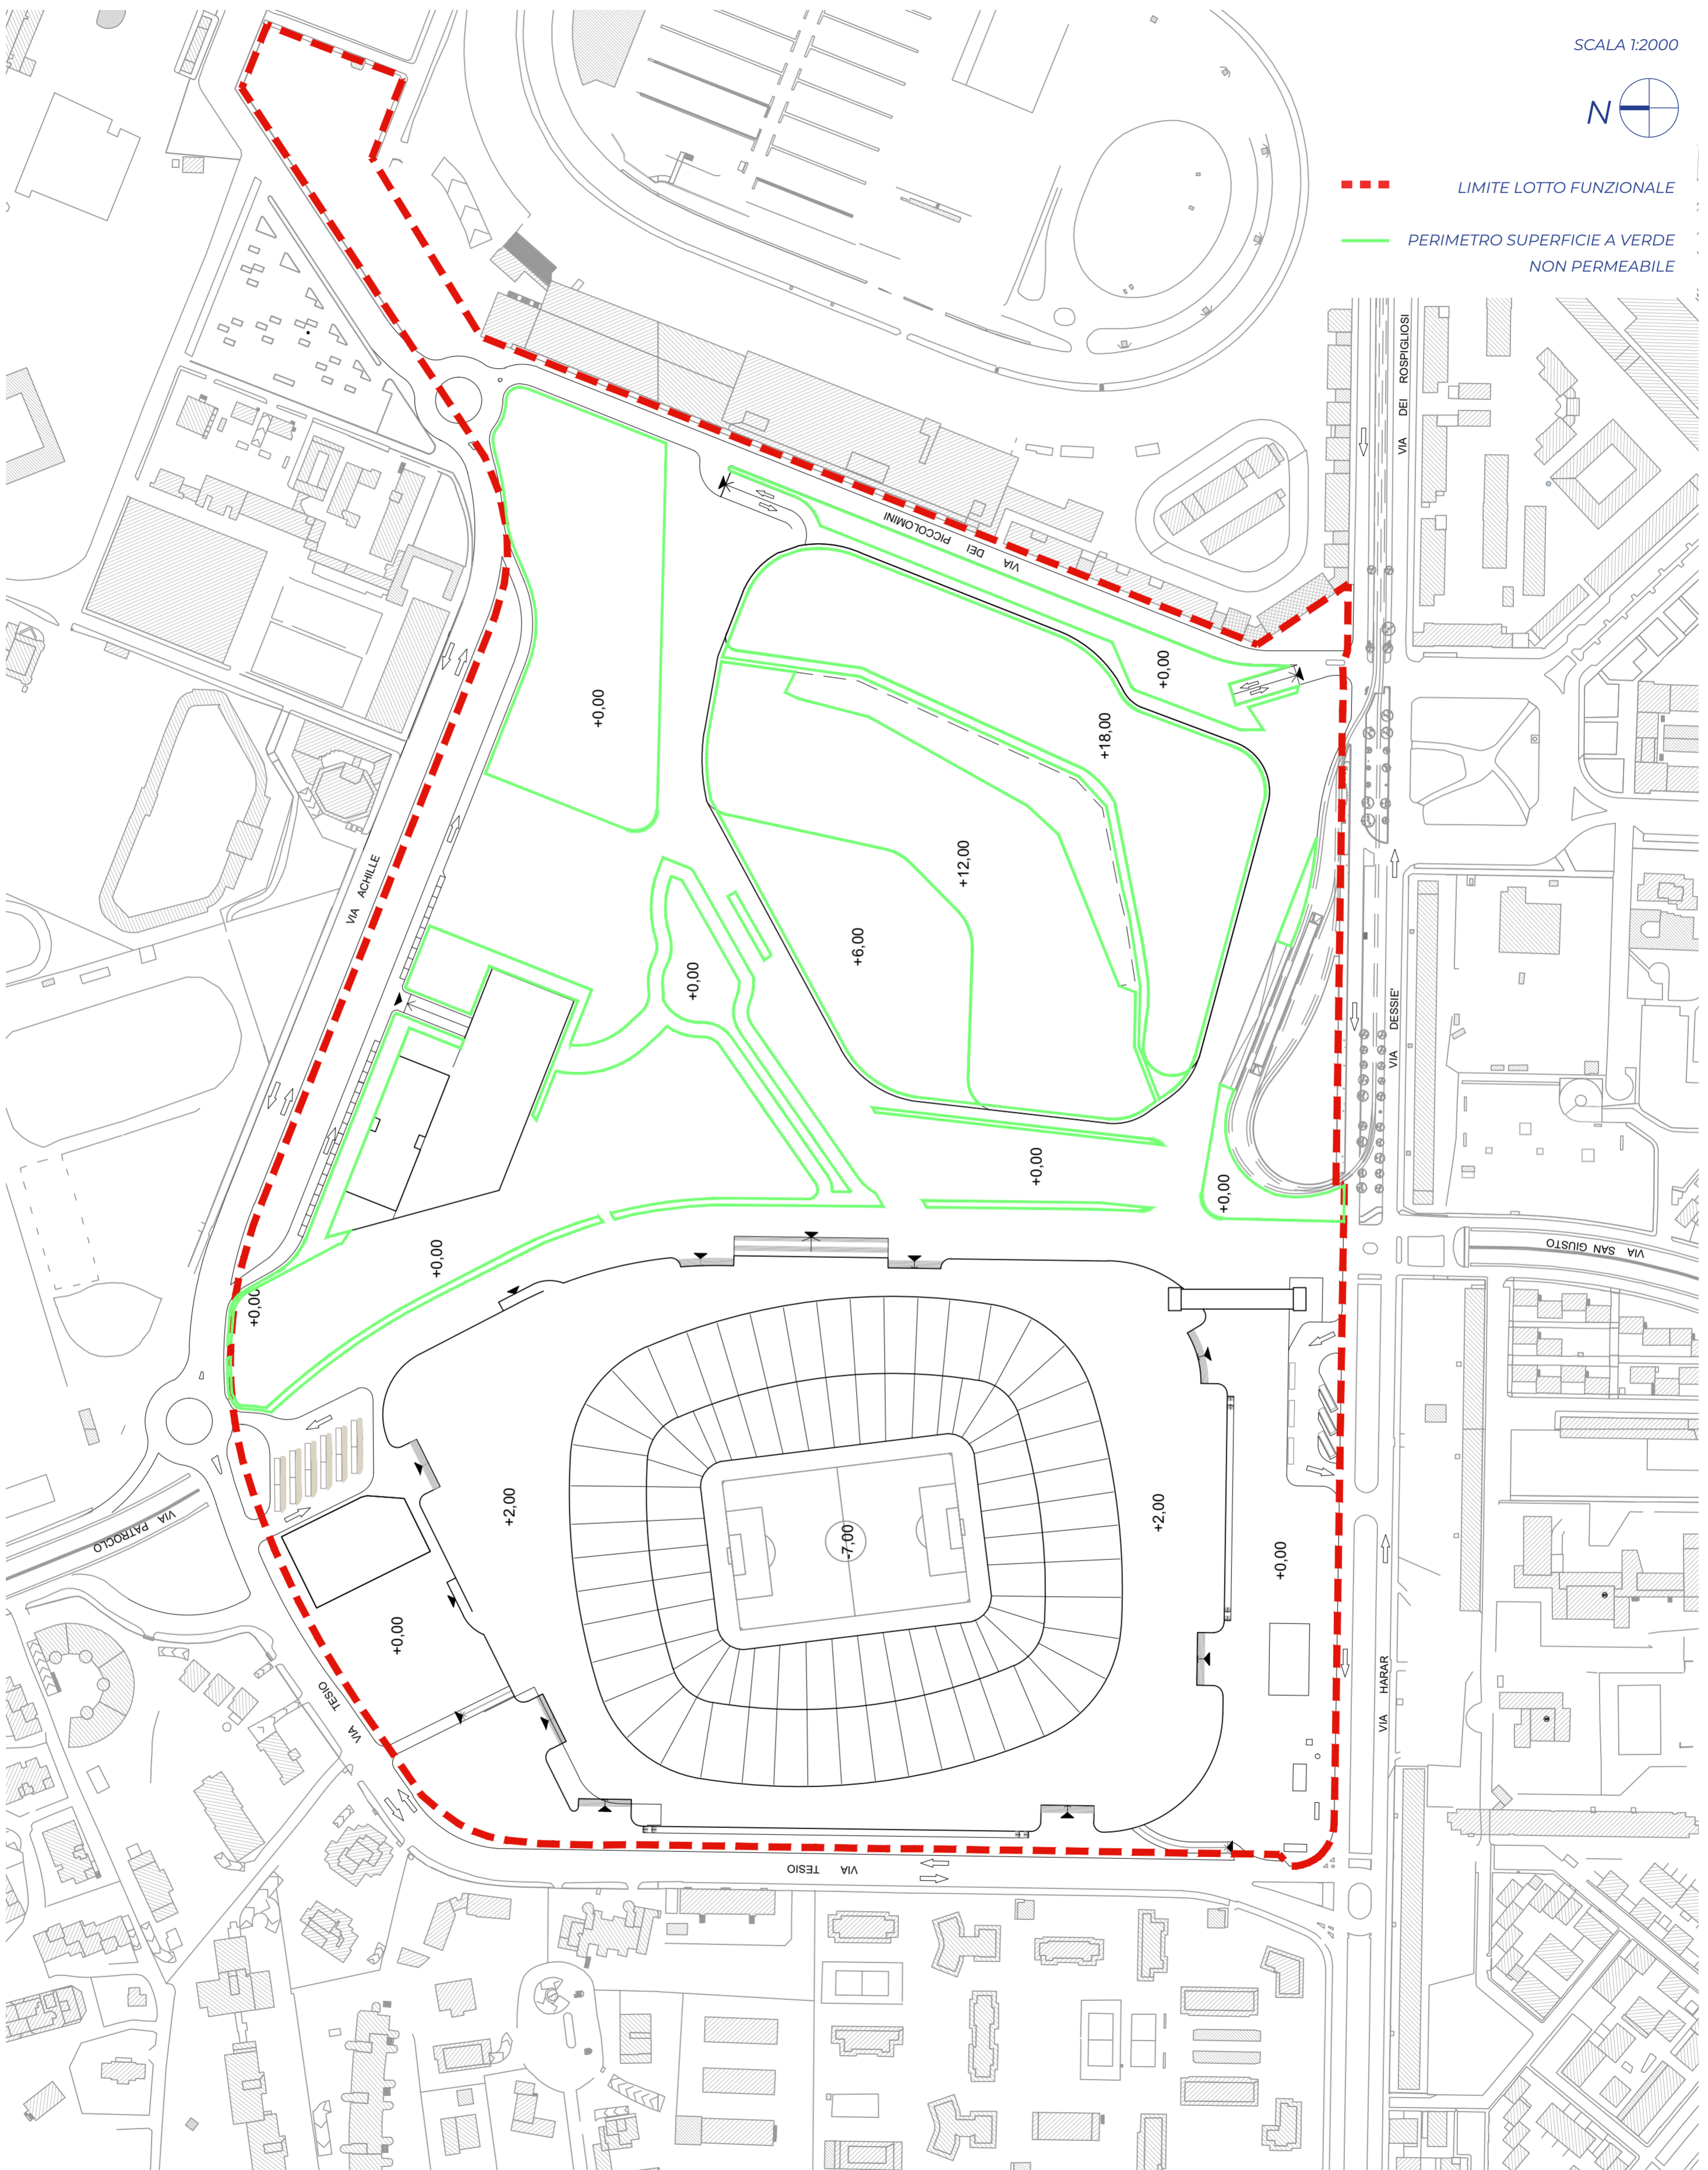 SCALA 1:2000
N
LIMITE LOTTO FUNZIONALE
PERIMETRO SUPERFICIE A VERDE
NON PERMEABILE
VIA DEI ROSPIGLIOSI
VIA DEI PICCOLOMINI
+0,00
+0,00
+18,00
+12,00
VIA ACHILLE
+6,00
+0,00
VIA DESSIE'
+0,00
+0,00
+0,00
+0,00
VIA SAN GIUSTO
VIA PATROCLO
+2,00
-7,00
+2,00
+0,00
+0,00
VIA TESIO
VIA HARAR
VIA TESIO